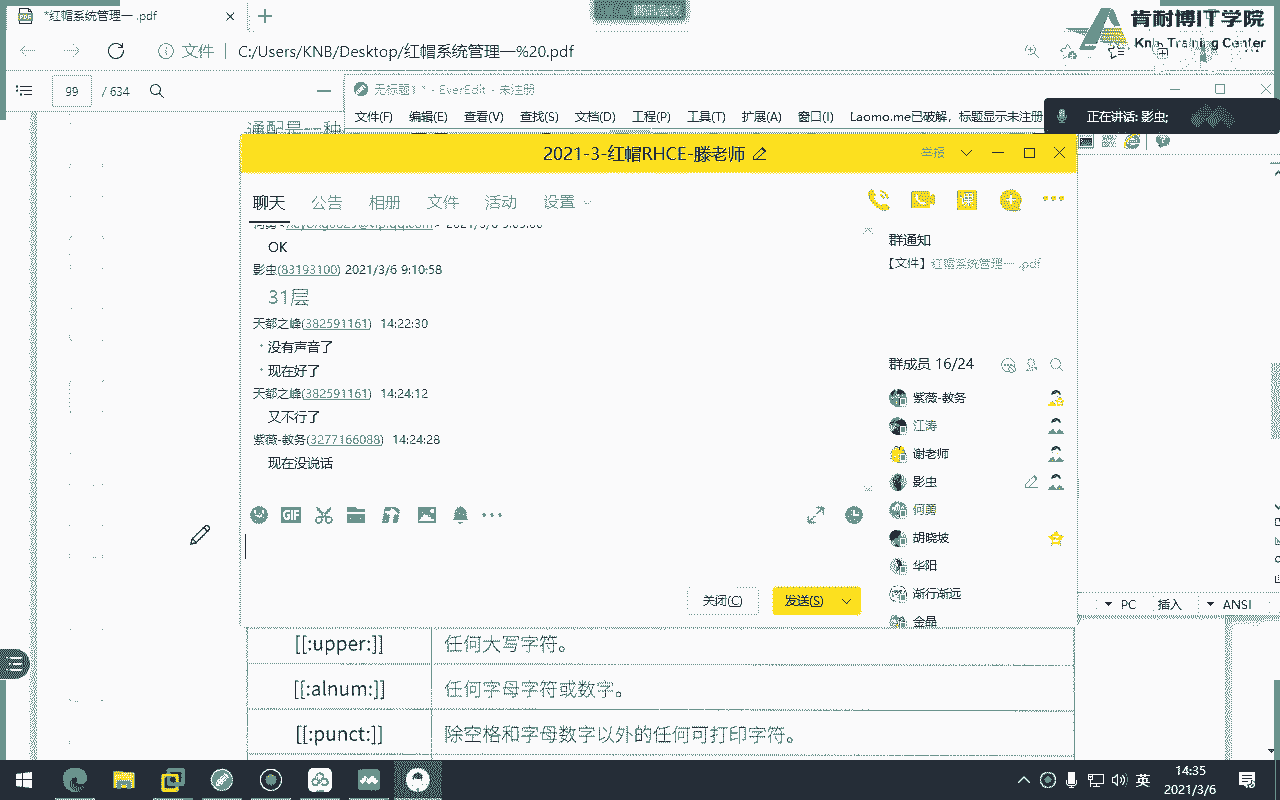 *红帽系统管理一 .pdf
腾讯会议
肯耐博IT学院
Knb Training Center
文件 C:/Users/KNB/Desktop/红帽系统管理一%20.pdf
99 / 634
无标题1 * - EverEdit - 未注册
文件(F) 编辑(E) 查看(V) 查找(S) 文档(D) 工程(P) 工具(T) 扩展(A) 窗口(I) Laomo.me已破解，标题显示未注册
正在讲话: 影虫;
通配是一种
2021-3-红帽RHCE-滕老师
举报
聊天 公告 相册 文件 活动 设置
OK
影虫(83193100) 2021/3/6 9:10:58
31层
天都之峰(382591161) 14:22:30
没有声音了
现在好了
天都之峰(382591161) 14:24:12
又不行了
紫薇-教务(3277166088) 14:24:28
现在没说话
关闭(C) 发送(S)
群通知
【文件】红帽系统管理一 .pdf
群成员 16/24
紫薇-教务
江涛
谢老师
影虫
何勇
胡晓坡
华阳
渐行渐远
金晶
PC 插入 ANSI
[[:upper:]] 任何大写字符。
[[:alnum:]] 任何字母字符或数字。
[[:punct:]] 除空格和字母数字以外的任何可打印字符。
英 14:35
2021/3/6